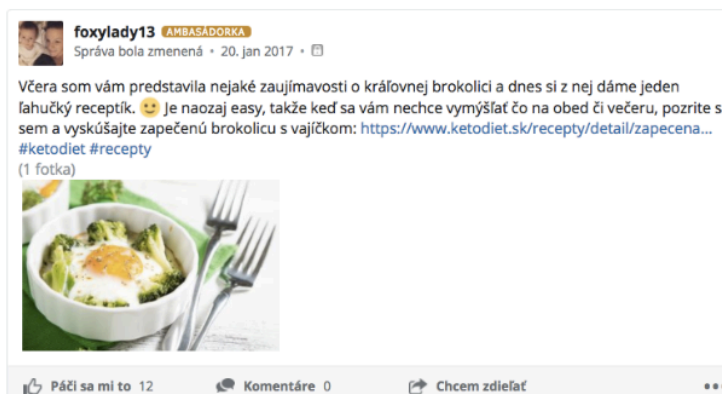 foxylady13 AMBASÁDORKA
Správa bola zmenená • 20. jan 2017 •
Včera som vám predstavila nejaké zaujímavosti o kráľovnej brokolici a dnes si z nej dáme jeden
ľahučký receptík. Je naozaj easy, takže keď sa vám nechce vymýšľať čo na obed či večeru, pozrite s
sem a vyskúšajte zapečenú brokolicu s vajíčkom: https://www.ketodiet.sk/recepty/detail/zapecena...
#ketodiet #recepty
(1 fotka)
Páči sa mi to 12 Komentáre 0 Chcem zdieľať